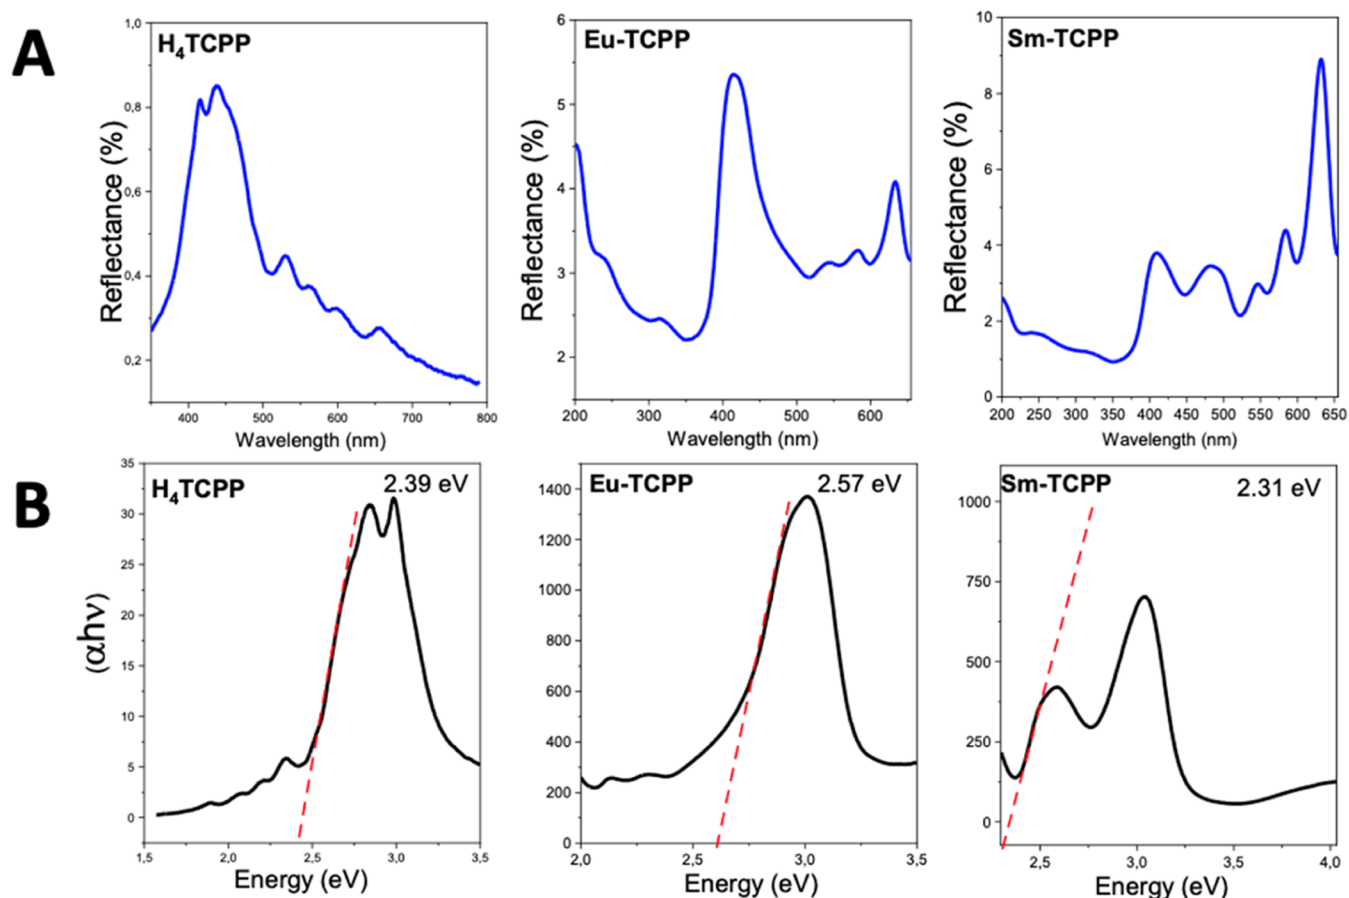 A
H₄TCPP
Reflectance (%)
1,0
0,8
0,6
0,4
0,2
400 500 600 700 800
Wavelength (nm)
Eu-TCPP
Reflectance (%)
6
5
4
3
2
200 300 400 500 600
Wavelength (nm)
Sm-TCPP
Reflectance (%)
10
8
6
4
2
0
200 250 300 350 400 450 500 550 600 650
Wavelength (nm)
B
H₄TCPP
2.39 eV
(αhν)
35
30
25
20
15
10
5
0
1,5 2,0 2,5 3,0 3,5
Energy (eV)
Eu-TCPP
2.57 eV
1400
1200
1000
800
600
400
200
0
2,0 2,5 3,0 3,5
Energy (eV)
Sm-TCPP
2.31 eV
1000
750
500
250
0
2,5 3,0 3,5 4,0
Energy (eV)